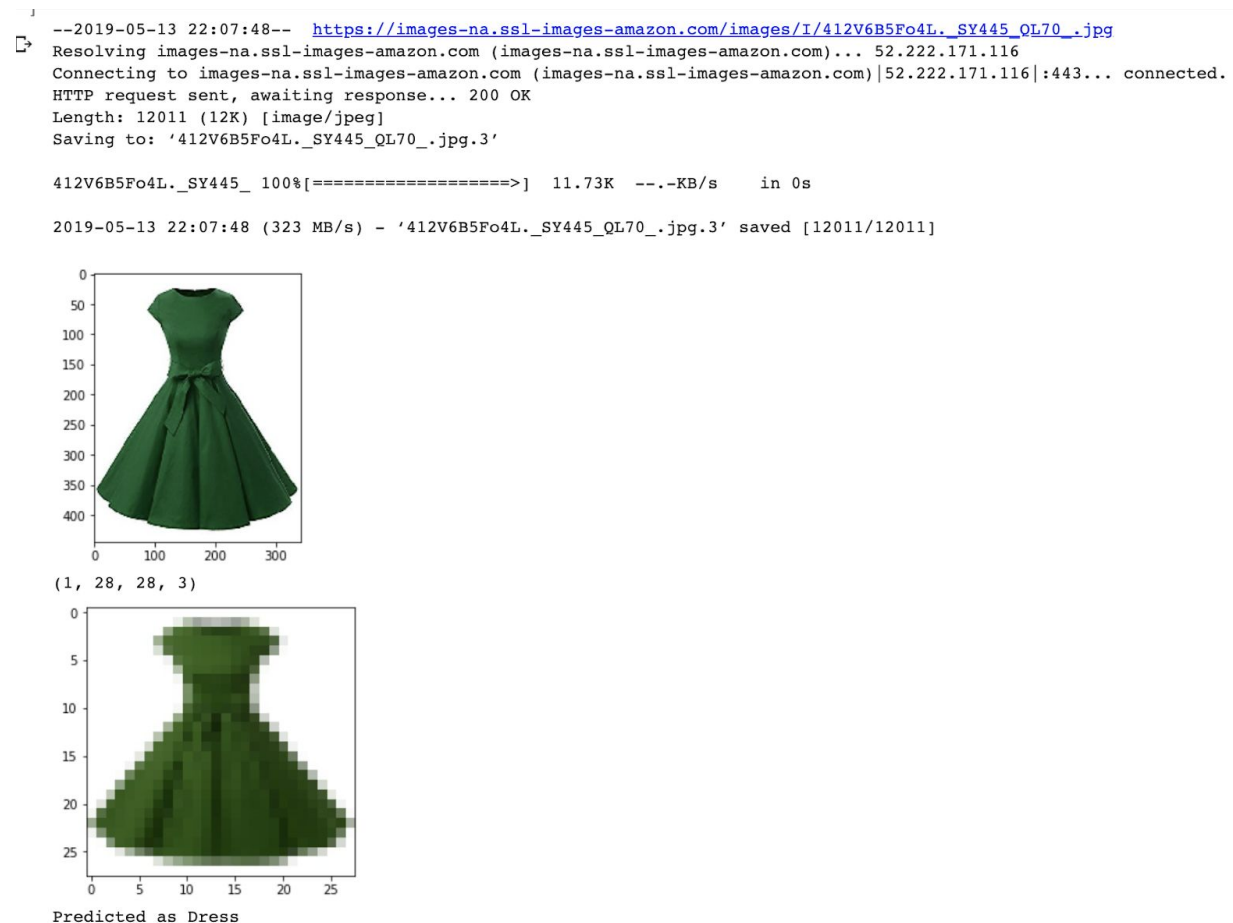 --2019-05-13 22:07:48-- https://images-na.ssl-images-amazon.com/images/I/412V6B5Fo4L._SY445_QL70_.jpg
Resolving images-na.ssl-images-amazon.com (images-na.ssl-images-amazon.com)... 52.222.171.116
Connecting to images-na.ssl-images-amazon.com (images-na.ssl-images-amazon.com)|52.222.171.116|:443... connected.
HTTP request sent, awaiting response... 200 OK
Length: 12011 (12K) [image/jpeg]
Saving to: ‘412V6B5Fo4L._SY445_QL70_.jpg.3’
412V6B5Fo4L._SY445_ 100%[===================>] 11.73K --.-KB/s in 0s
2019-05-13 22:07:48 (323 MB/s) - ‘412V6B5Fo4L._SY445_QL70_.jpg.3’ saved [12011/12011]
0
50
100
150
200
250
300
350
400
0 100 200 300
(1, 28, 28, 3)
0
5
10
15
20
25
0 5 10 15 20 25
Predicted as Dress